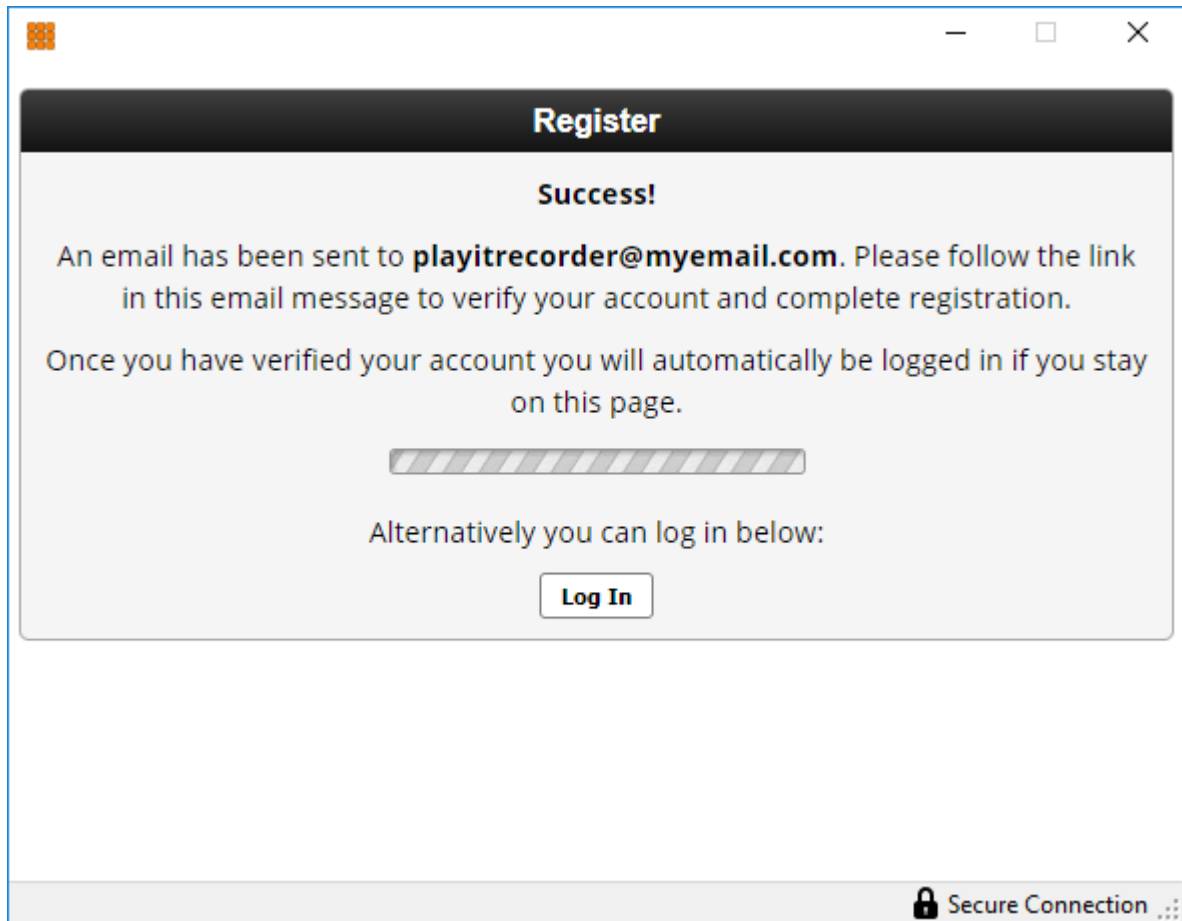 Register
Success!
An email has been sent to playitrecorder@myemail.com. Please follow the link
in this email message to verify your account and complete registration.
Once you have verified your account you will automatically be logged in if you stay
on this page.
Alternatively you can log in below:
Log In
Secure Connection